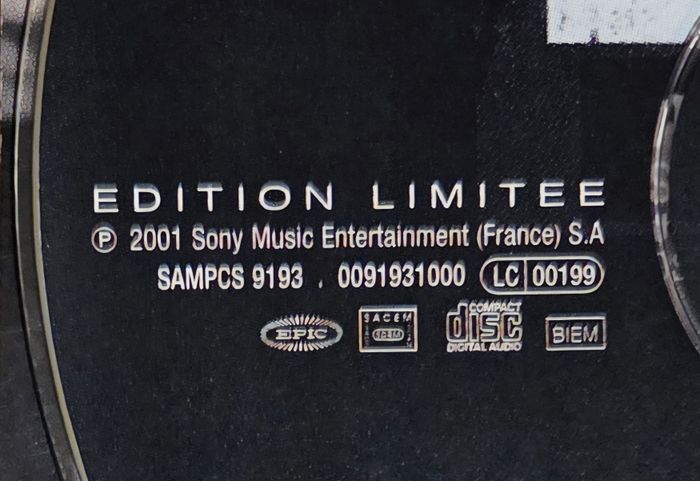 EDITION LIMITEE
℗ 2001 Sony Music Entertainment (France) S.A
SAMPCS 9193 . 0091931000 LC 00199
EPIC SACEM COMPACT disc DIGITAL AUDIO BIEM